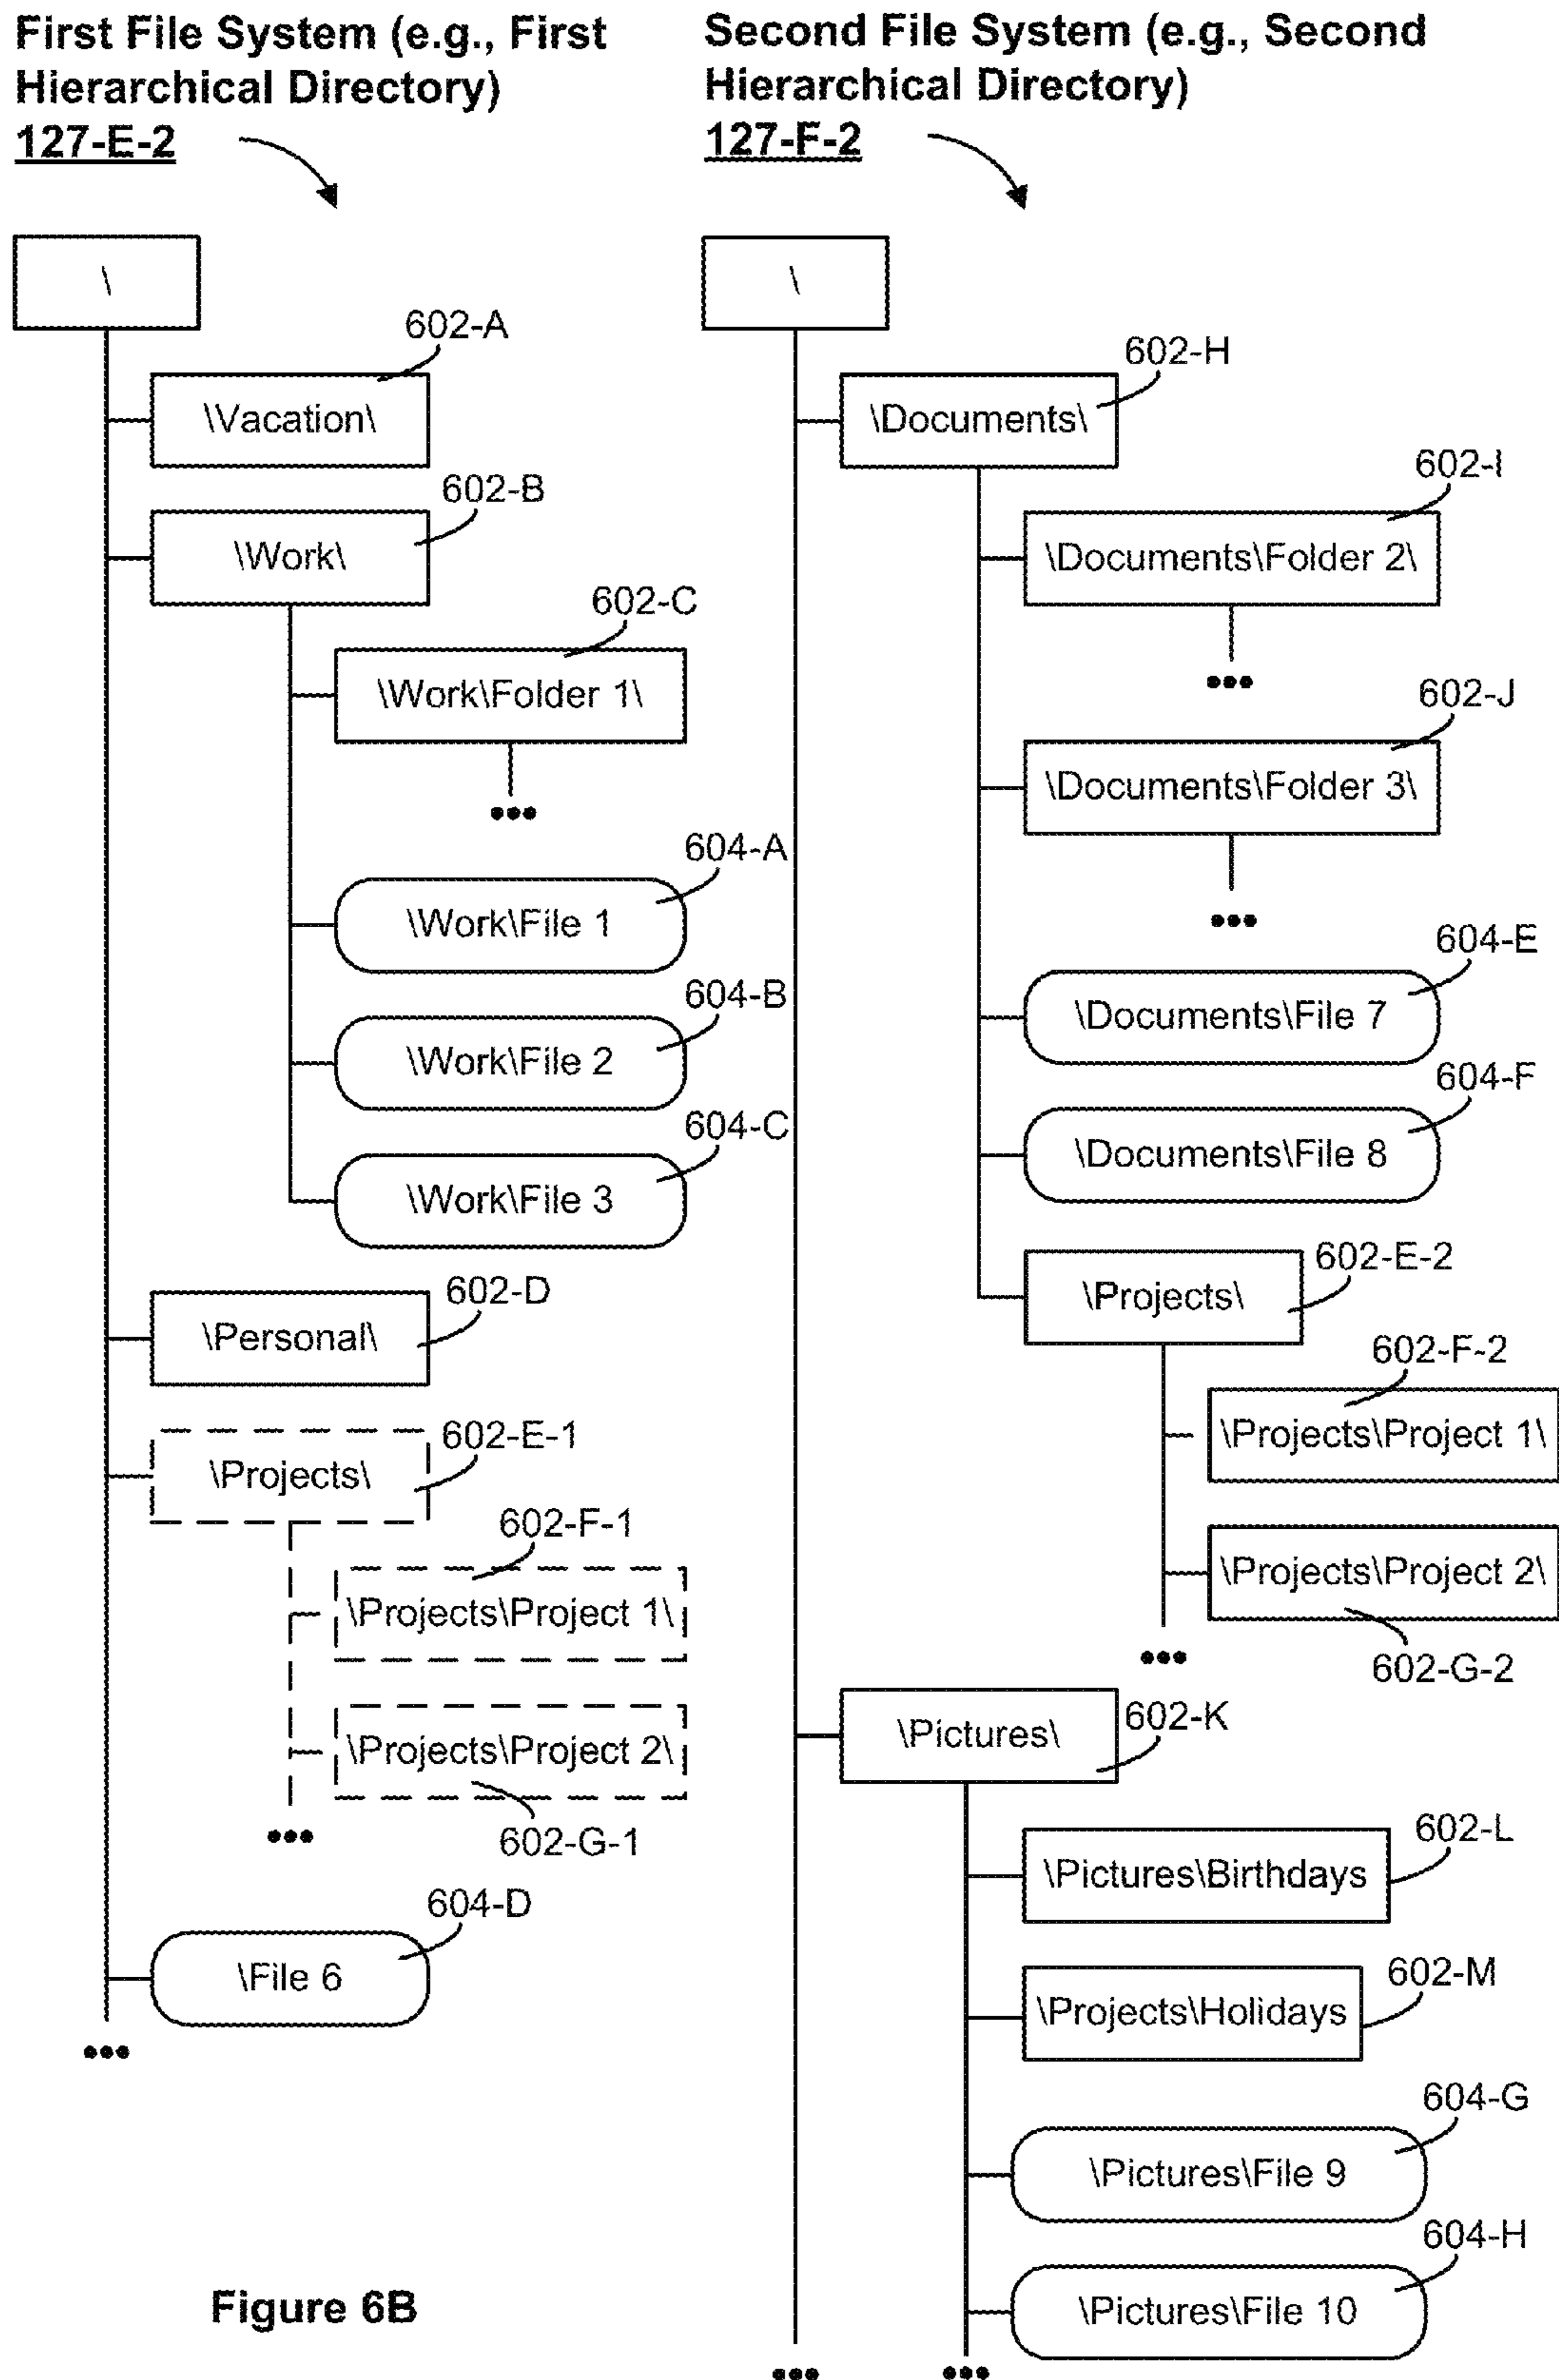 First File System (e.g., First
Hierarchical Directory)
127-E-2
\
602-A
\Vacation\
602-B
\Work\
602-C
\Work\Folder 1\
•••
604-A
\Work\File 1
604-B
\Work\File 2
604-C
\Work\File 3
602-D
\Personal\
602-E-1
\Projects\
602-F-1
\Projects\Project 1\
\Projects\Project 2\
602-G-1
•••
604-D
\File 6
•••
Second File System (e.g., Second
Hierarchical Directory)
127-F-2
\
602-H
\Documents\
602-I
\Documents\Folder 2\
•••
602-J
\Documents\Folder 3\
•••
604-E
\Documents\File 7
604-F
\Documents\File 8
602-E-2
\Projects\
602-F-2
\Projects\Project 1\
\Projects\Project 2\
602-G-2
•••
602-K
\Pictures\
602-L
\Pictures\Birthdays
602-M
\Projects\Holidays
604-G
\Pictures\File 9
604-H
\Pictures\File 10
•••
•••
Figure 6B